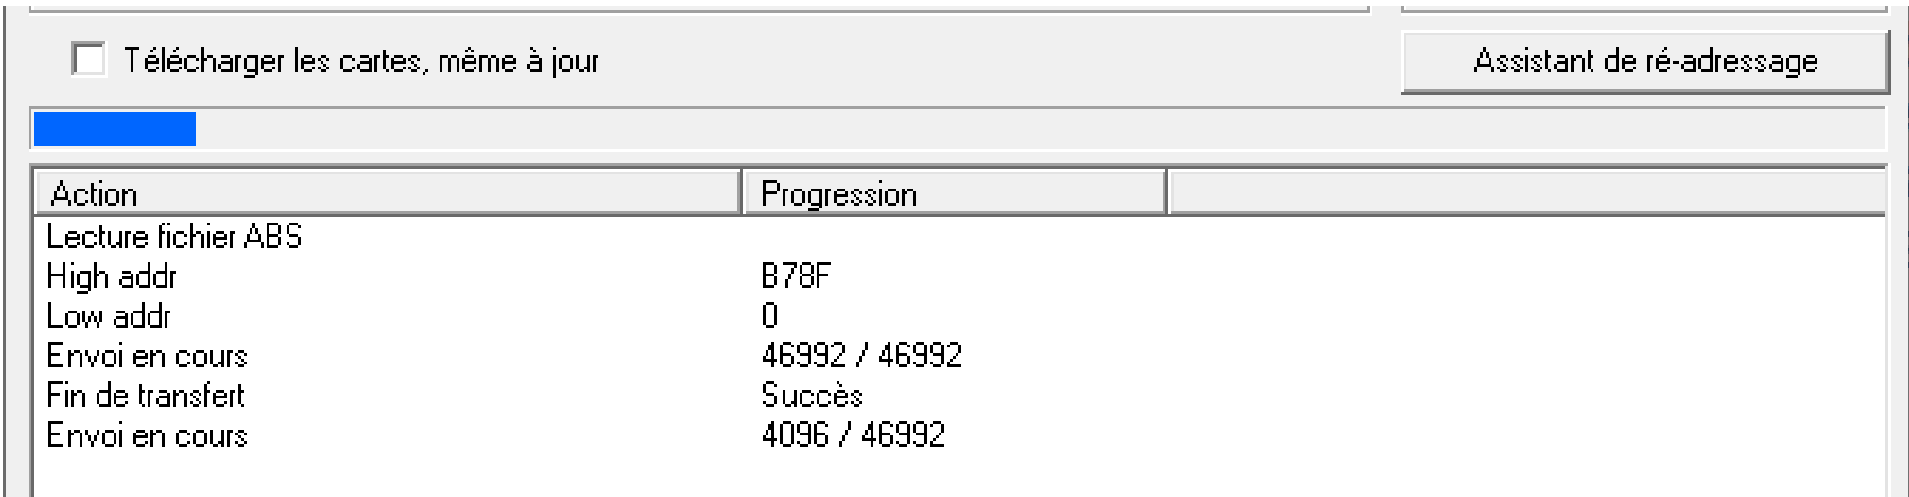 Télécharger les cartes, même à jour
Assistant de ré-adressage
Action Progression
Lecture fichier ABS
High addr B78F
Low addr 0
Envoi en cours 46992 / 46992
Fin de transfert Succès
Envoi en cours 4096 / 46992